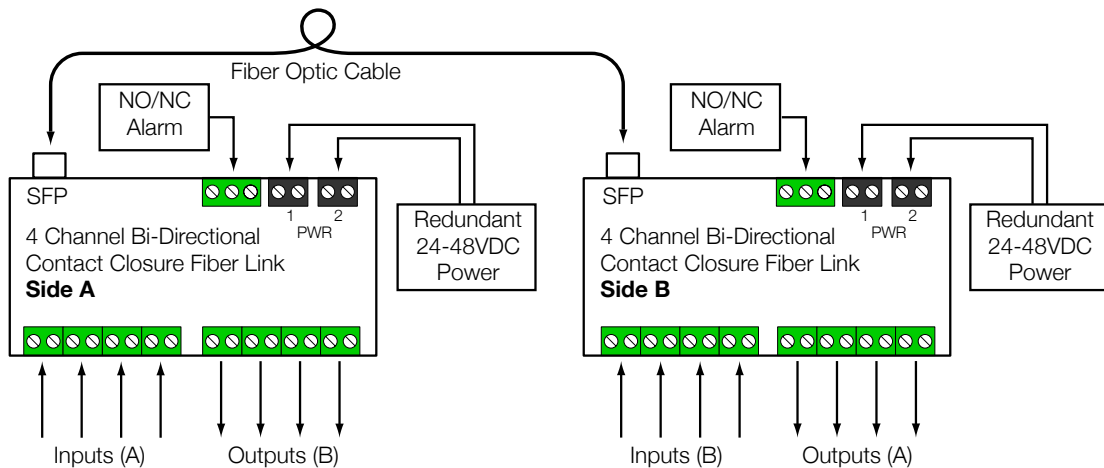 Fiber Optic Cable
NO/NC
Alarm
SFP
1
2
PWR
4 Channel Bi-Directional
Contact Closure Fiber Link
Side A
Redundant
24-48VDC
Power
Inputs (A)
Outputs (B)
NO/NC
Alarm
SFP
1
2
PWR
4 Channel Bi-Directional
Contact Closure Fiber Link
Side B
Redundant
24-48VDC
Power
Inputs (B)
Outputs (A)